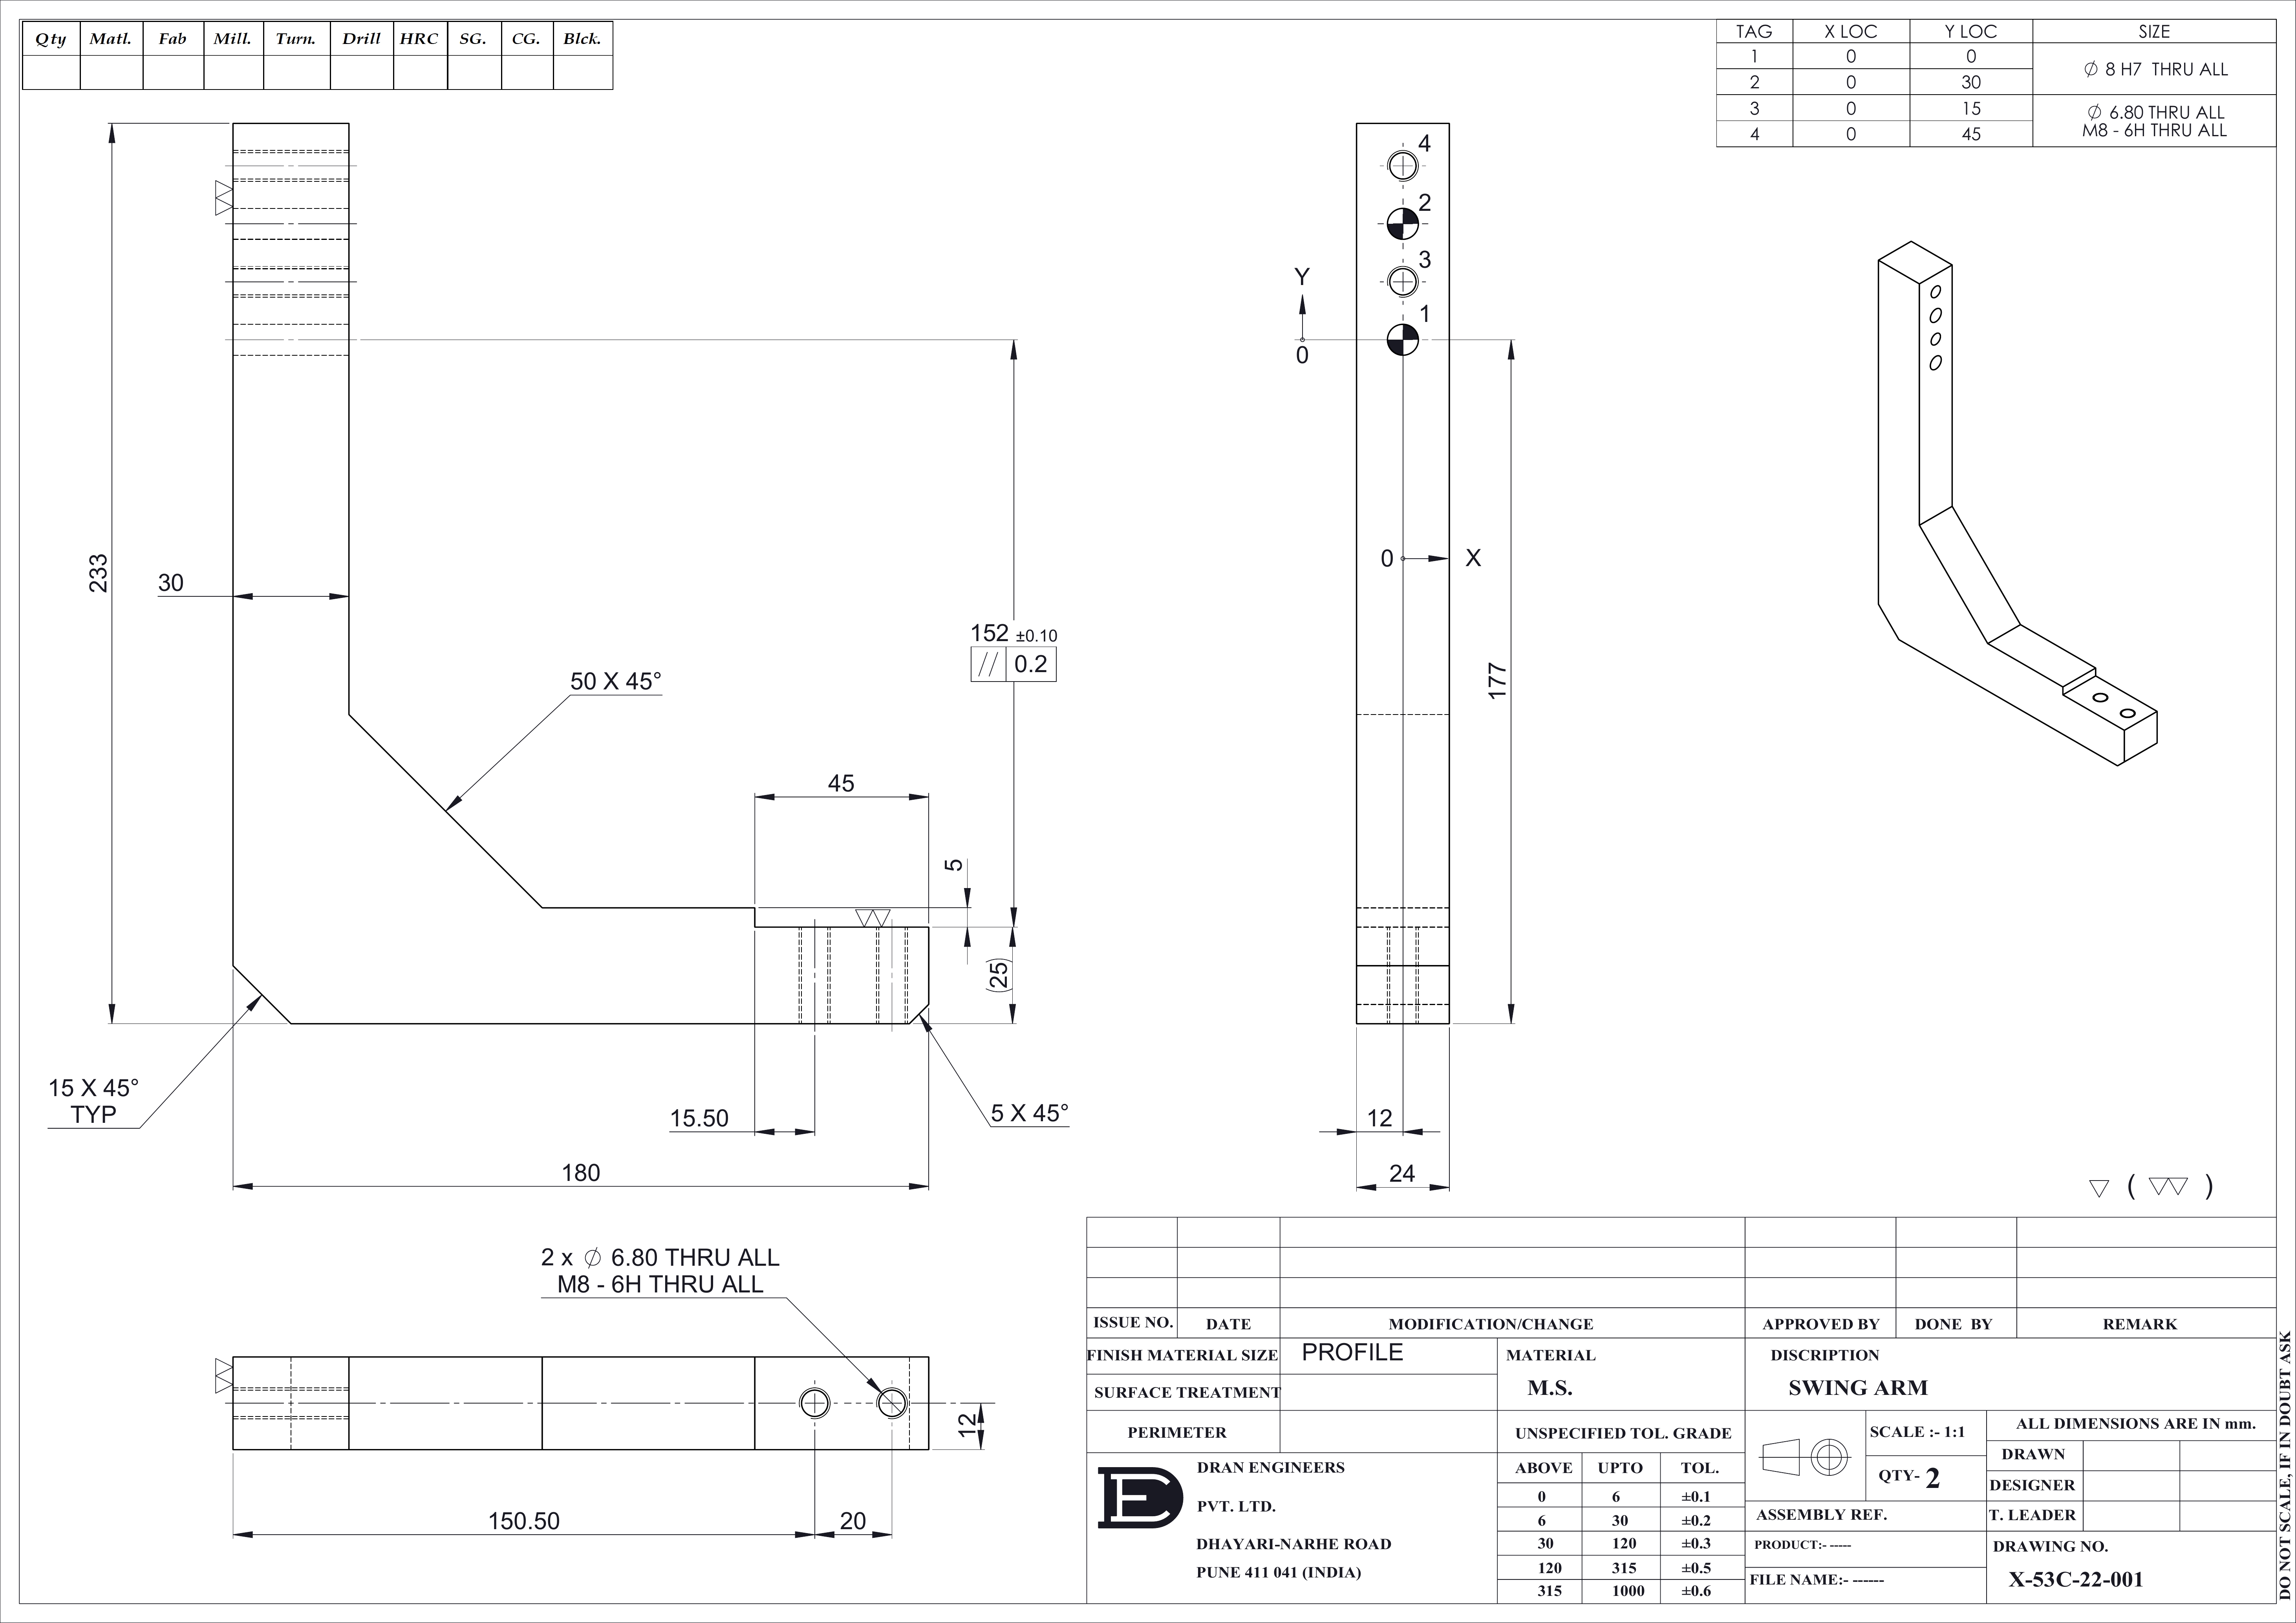 Qty Matl. Fab Mill. Turn. Drill HRC SG. CG. Blck.
TAG X LOC Y LOC SIZE
1 0 0 ∅ 8 H7 THRU ALL
2 0 30
3 0 15 ∅ 6.80 THRU ALL
M8 - 6H THRU ALL
4 0 45
4
2
3
1
Y
0
0 X
233
30
50 X 45°
152 ±0.10
// 0.2
177
45
5
(25)
15 X 45°
TYP
15.50
5 X 45°
180
12
24
( )
2 x ∅ 6.80 THRU ALL
M8 - 6H THRU ALL
12
150.50
20
ISSUE NO. DATE MODIFICATION/CHANGE APPROVED BY DONE BY REMARK
FINISH MATERIAL SIZE PROFILE
SURFACE TREATMENT
PERIMETER
MATERIAL
M.S.
DISCRIPTION
SWING ARM
UNSPECIFIED TOL. GRADE
ABOVE UPTO TOL.
0 6 ±0.1
6 30 ±0.2
30 120 ±0.3
120 315 ±0.5
315 1000 ±0.6
SCALE :- 1:1
QTY- 2
ALL DIMENSIONS ARE IN mm.
DRAWN
DESIGNER
T. LEADER
ASSEMBLY REF.
PRODUCT:- -----
FILE NAME:- ------
DRAWING NO.
X-53C-22-001
DE
DRAN ENGINEERS
PVT. LTD.
DHAYARI-NARHE ROAD
PUNE 411 041 (INDIA)
DO NOT SCALE, IF IN DOUBT ASK